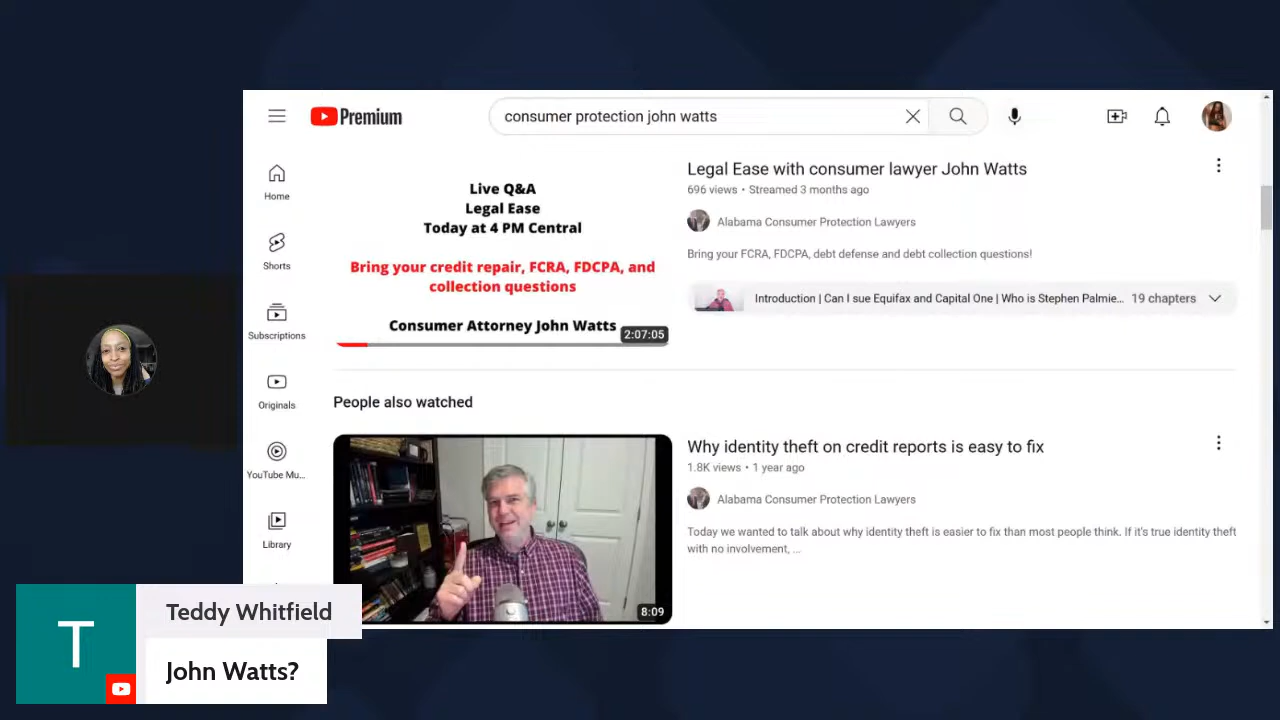 Premium
consumer protection john watts
Home
Shorts
Subscriptions
Originals
YouTube Mu...
Library
Live Q&A
Legal Ease
Today at 4 PM Central
Bring your credit repair, FCRA, FDCPA, and
collection questions
Consumer Attorney John Watts
2:07:05
Legal Ease with consumer lawyer John Watts
696 views • Streamed 3 months ago
Alabama Consumer Protection Lawyers
Bring your FCRA, FDCPA, debt defense and debt collection questions!
Introduction | Can I sue Equifax and Capital One | Who is Stephen Palmie... 19 chapters
People also watched
8:09
Why identity theft on credit reports is easy to fix
1.8K views • 1 year ago
Alabama Consumer Protection Lawyers
Today we wanted to talk about why identity theft is easier to fix than most people think. If it's true identity theft
with no involvement, ...
T
Teddy Whitfield
John Watts?